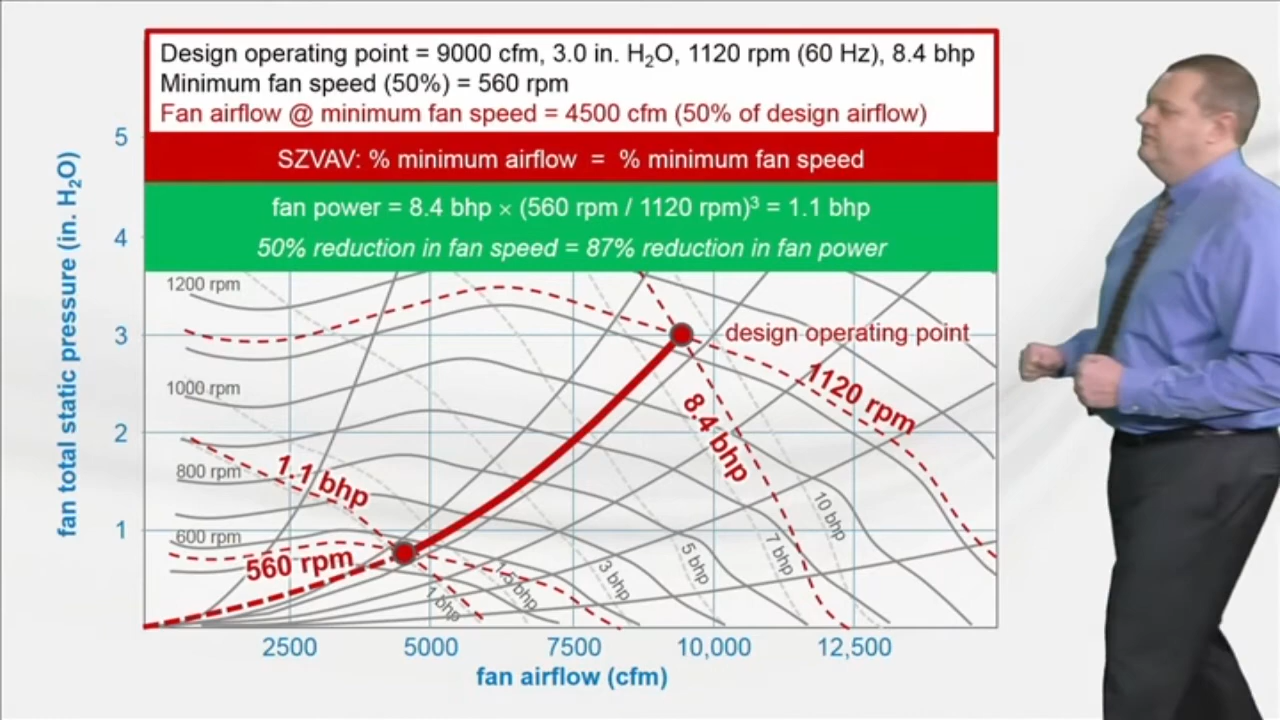 Design operating point = 9000 cfm, 3.0 in. H₂O, 1120 rpm (60 Hz), 8.4 bhp
Minimum fan speed (50%) = 560 rpm
Fan airflow @ minimum fan speed = 4500 cfm (50% of design airflow)
SZVAV: % minimum airflow = % minimum fan speed
fan power = 8.4 bhp × (560 rpm / 1120 rpm)³ = 1.1 bhp
50% reduction in fan speed = 87% reduction in fan power
fan total static pressure (in. H₂O)
5
4
3
2
1
1200 rpm
1000 rpm
800 rpm
600 rpm
design operating point
1120 rpm
8.4 bhp
1.1 bhp
560 rpm
1 bhp
3 bhp
5 bhp
7 bhp
10 bhp
2500
5000
7500
10,000
12,500
fan airflow (cfm)